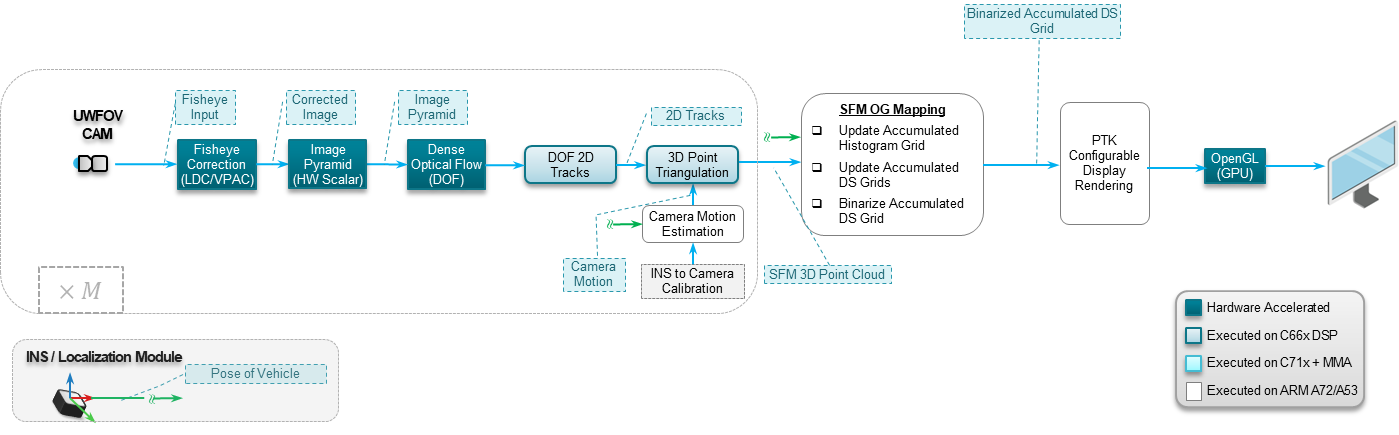 Binarized Accumulated DS
Grid
UWFOV
CAM
Fisheye
Input
Corrected
Image
Image
Pyramid
2D Tracks
Fisheye
Correction
(LDC/VPAC)
Image
Pyramid
(HW Scalar)
Dense
Optical Flow
(DOF)
DOF 2D
Tracks
3D Point
Triangulation
Camera Motion
Estimation
INS to Camera
Calibration
Camera
Motion
SFM 3D Point Cloud
× M
SFM OG Mapping
❑ Update Accumulated
Histogram Grid
❑ Update Accumulated
DS Grids
❑ Binarize Accumulated
DS Grid
PTK
Configurable
Display
Rendering
OpenGL
(GPU)
INS / Localization Module
Pose of Vehicle
Hardware Accelerated
Executed on C66x DSP
Executed on C71x + MMA
Executed on ARM A72/A53